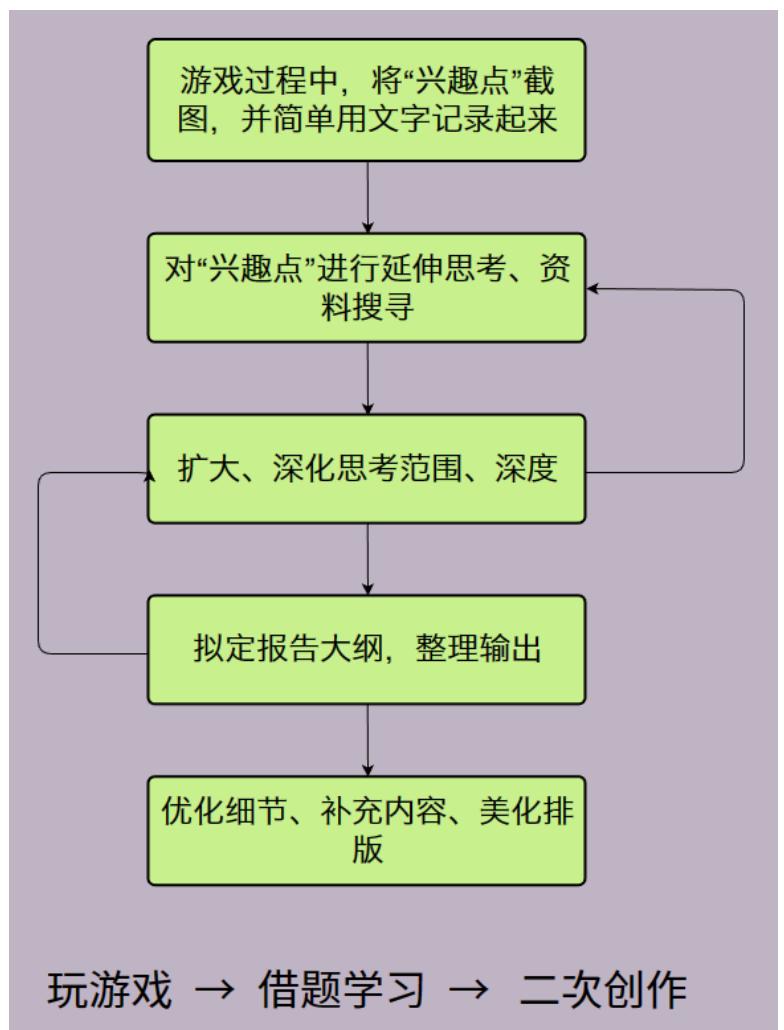 游戏过程中，将“兴趣点”截
图，并简单用文字记录起来
对“兴趣点”进行延伸思考、资
料搜寻
扩大、深化思考范围、深度
拟定报告大纲，整理输出
优化细节、补充内容、美化排
版
玩游戏 → 借题学习 → 二次创作